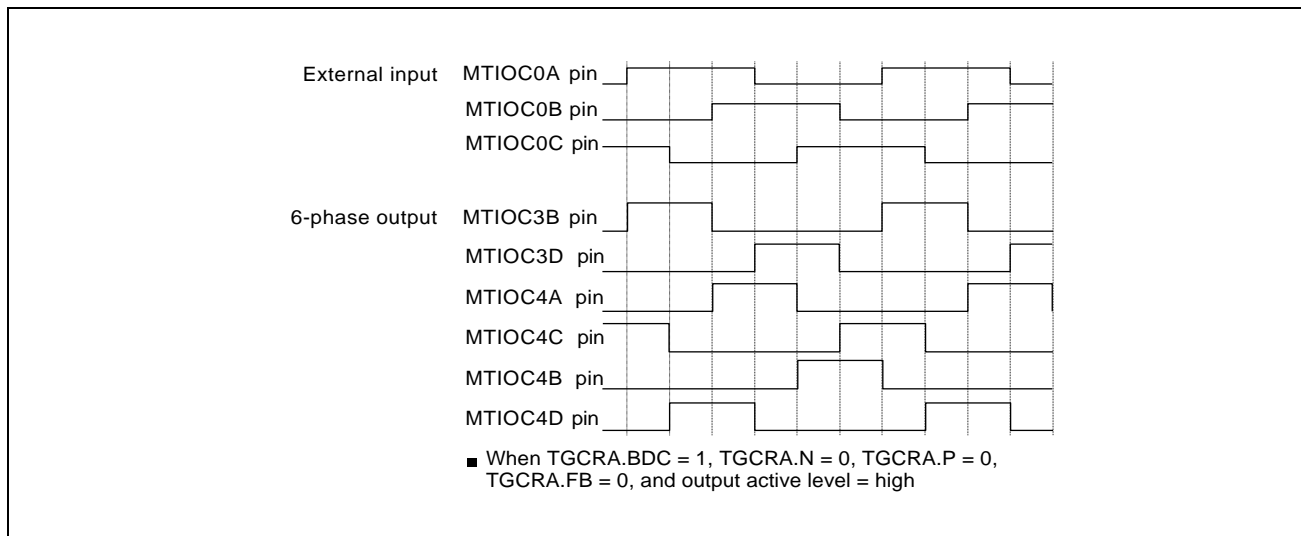 External input MTIOC0A pin
MTIOC0B pin
MTIOC0C pin
6-phase output MTIOC3B pin
MTIOC3D pin
MTIOC4A pin
MTIOC4C pin
MTIOC4B pin
MTIOC4D pin
■ When TGCRA.BDC = 1, TGCRA.N = 0, TGCRA.P = 0,
TGCRA.FB = 0, and output active level = high